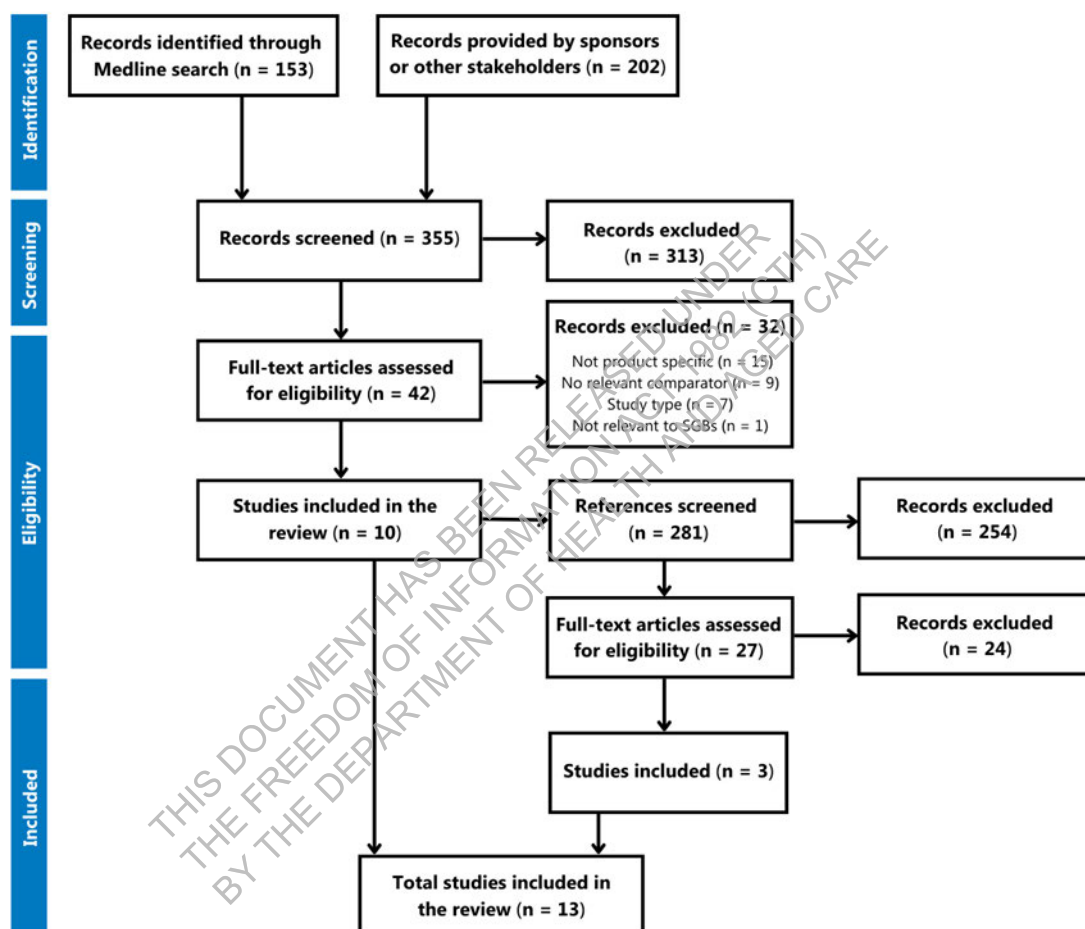 Identification
Records identified through
Medline search (n = 153)
Records provided by sponsors
or other stakeholders (n = 202)
Screening
Records screened (n = 355)
Records excluded
(n = 313)
Eligibility
Full-text articles assessed
for eligibility (n = 42)
Records excluded (n = 32)
Not product specific (n = 15)
No relevant comparator (n = 9)
Study type (n = 7)
Not relevant to SGBs (n = 1)
Studies included in the
review (n = 10)
References screened
(n = 281)
Records excluded
(n = 254)
Full-text articles assessed
for eligibility (n = 27)
Records excluded
(n = 24)
Included
Studies included (n = 3)
Total studies included in
the review (n = 13)
THIS DOCUMENT HAS BEEN RELEASED UNDER
THE FREEDOM OF INFORMATION ACT 1982 (CTH)
BY THE DEPARTMENT OF HEALTH AND AGED CARE